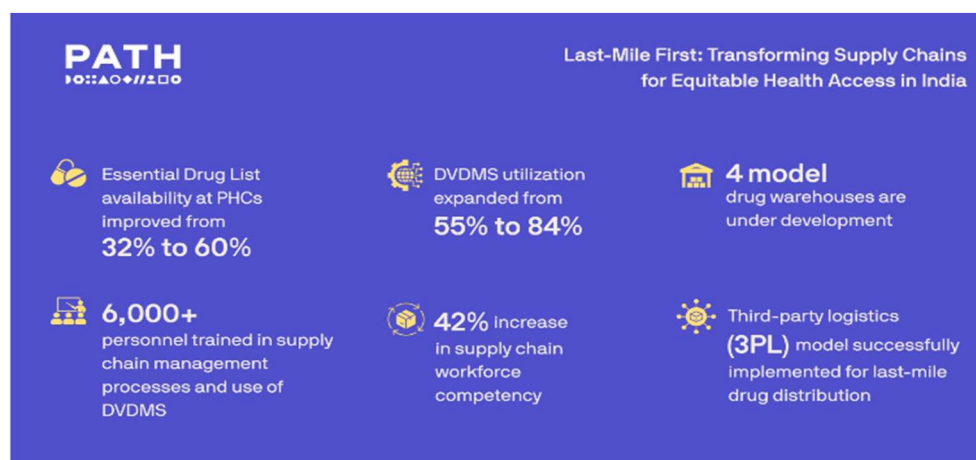 PATH
Last-Mile First: Transforming Supply Chains
for Equitable Health Access in India
Essential Drug List
availability at PHCs
improved from
32% to 60%
DVDMS utilization
expanded from
55% to 84%
4 model
drug warehouses are
under development
6,000+
personnel trained in supply
chain management
processes and use of
DVDMS
42% increase
in supply chain
workforce
competency
Third-party logistics
(3PL) model successfully
implemented for last-mile
drug distribution